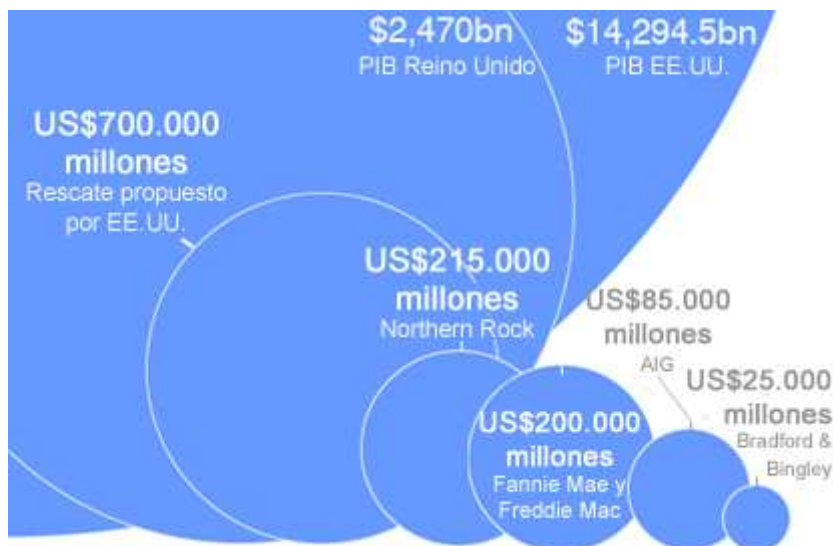 $2,470bn
PIB Reino Unido
$14,294.5bn
PIB EE.UU.
US$700.000
millones
Rescate propuesto
por EE.UU.
US$215.000
millones
Northern Rock
US$85.000
millones
AIG
US$25.000
millones
Bradford &
Bingley
US$200.000
millones
Fannie Mae y
Freddie Mac